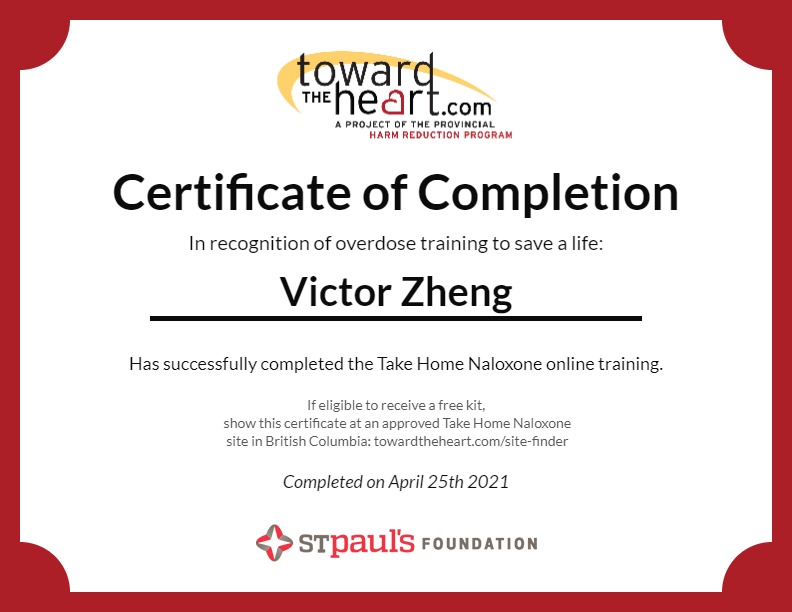 toward
THE heart.com
A PROJECT OF THE PROVINCIAL
HARM REDUCTION PROGRAM
Certificate of Completion
In recognition of overdose training to save a life:
Victor Zheng
Has successfully completed the Take Home Naloxone online training.
If eligible to receive a free kit,
show this certificate at an approved Take Home Naloxone
site in British Columbia: towardtheheart.com/site-finder
Completed on April 25th 2021
STPaul's FOUNDATION